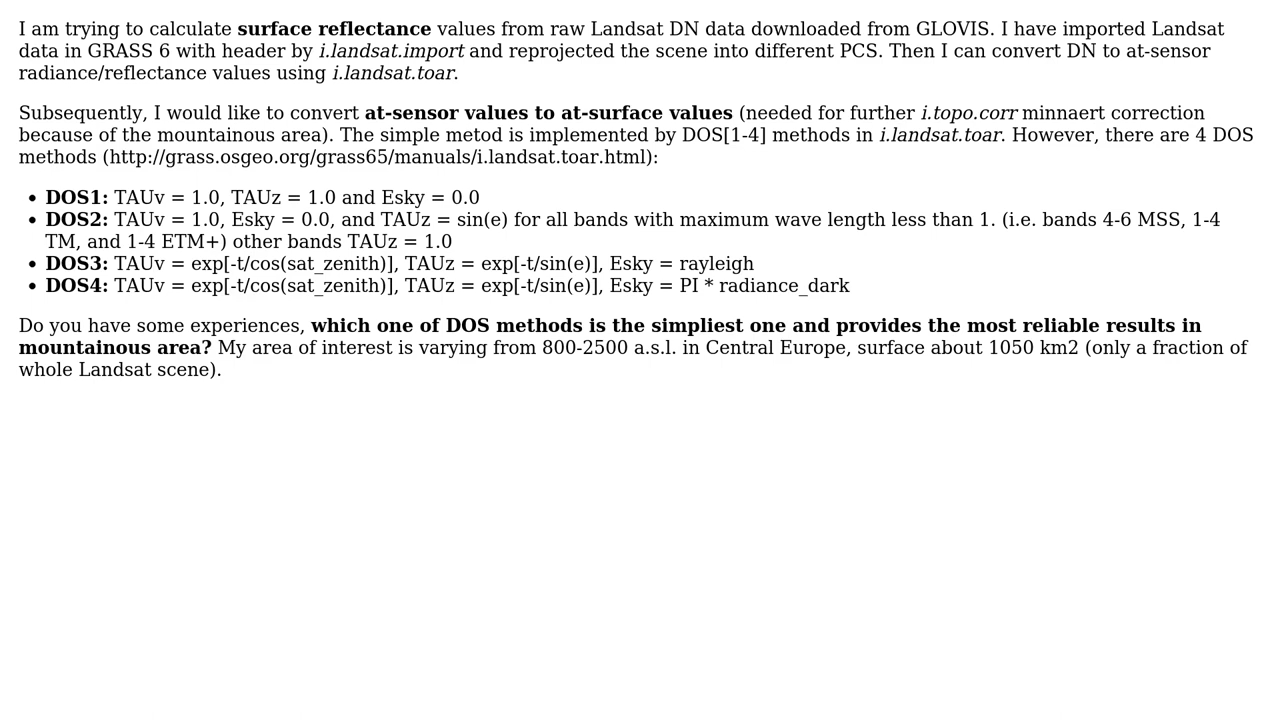 I am trying to calculate surface reflectance values from raw Landsat DN data downloaded from GLOVIS. I have imported Landsat
data in GRASS 6 with header by i.landsat.import and reprojected the scene into different PCS. Then I can convert DN to at-sensor
radiance/reflectance values using i.landsat.toar.
Subsequently, I would like to convert at-sensor values to at-surface values (needed for further i.topo.corr minnaert correction
because of the mountainous area). The simple metod is implemented by DOS[1-4] methods in i.landsat.toar. However, there are 4 DOS
methods (http://grass.osgeo.org/grass65/manuals/i.landsat.toar.html):
• DOS1: TAUv = 1.0, TAUz = 1.0 and Esky = 0.0
• DOS2: TAUv = 1.0, Esky = 0.0, and TAUz = sin(e) for all bands with maximum wave length less than 1. (i.e. bands 4-6 MSS, 1-4
TM, and 1-4 ETM+) other bands TAUz = 1.0
• DOS3: TAUv = exp[-t/cos(sat_zenith)], TAUz = exp[-t/sin(e)], Esky = rayleigh
• DOS4: TAUv = exp[-t/cos(sat_zenith)], TAUz = exp[-t/sin(e)], Esky = PI * radiance_dark
Do you have some experiences, which one of DOS methods is the simpliest one and provides the most reliable results in
mountainous area? My area of interest is varying from 800-2500 a.s.l. in Central Europe, surface about 1050 km2 (only a fraction of
whole Landsat scene).